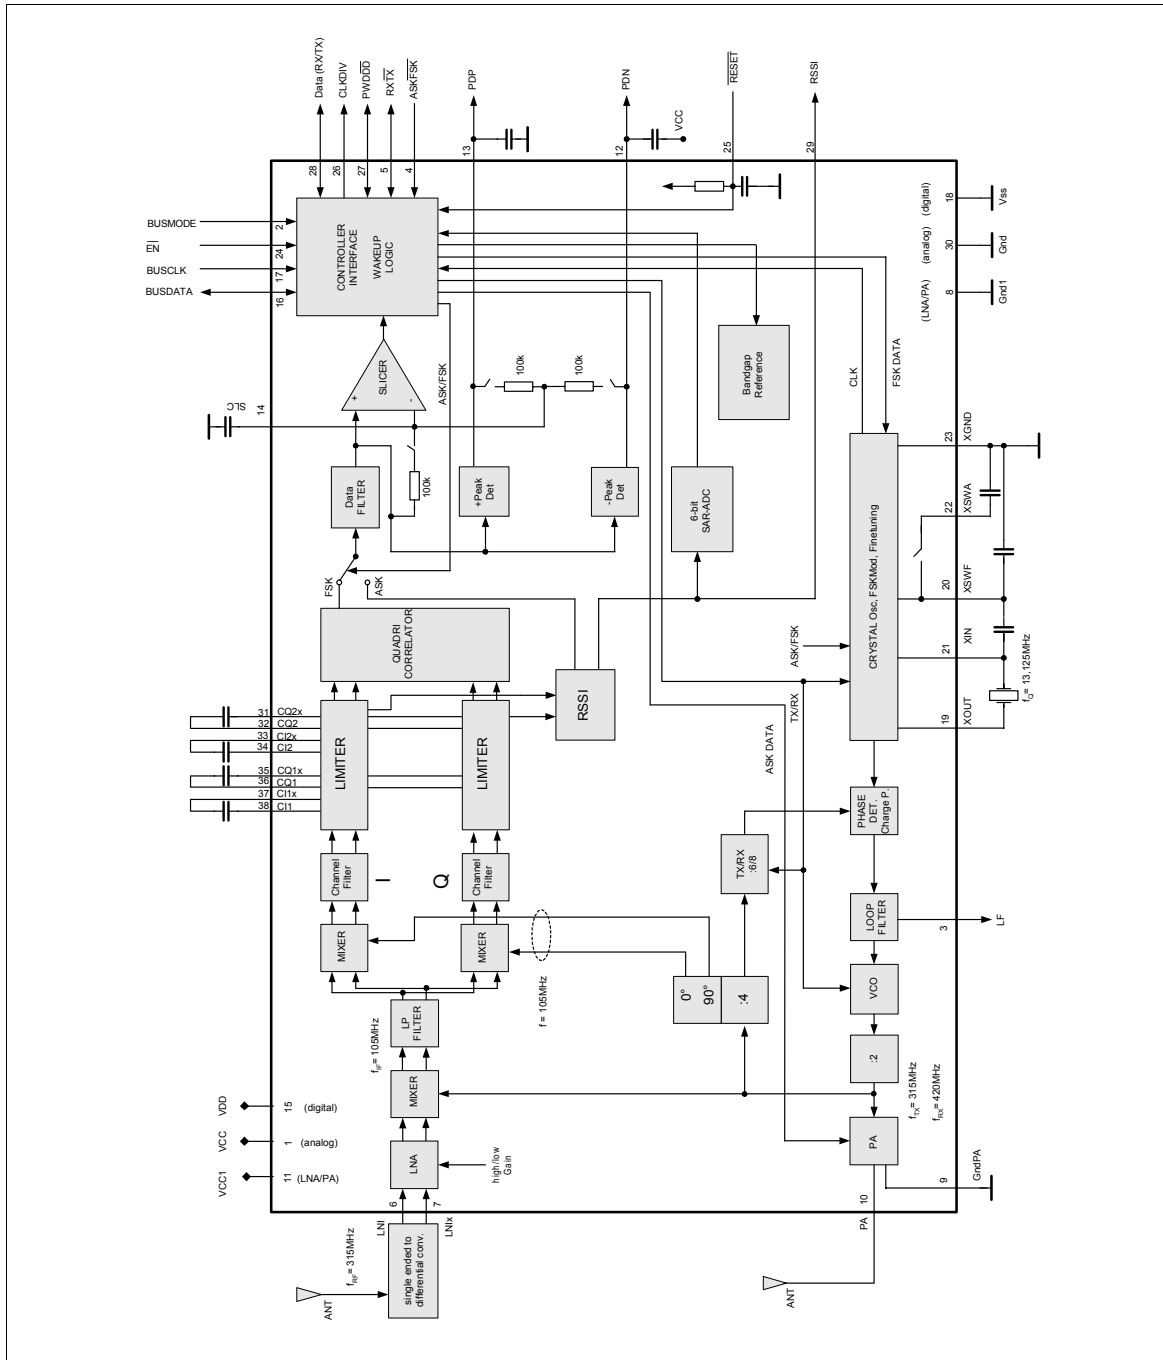 Data (RX/TX)
CLKDIV
PWDDD
RXTX
ASKFSK
PDP
PDN
VCC
RESET
RSSI
28
26
27
5
4
13
12
25
29
BUSMODE
2
EN
24
BUSCLK
17
BUSDATA
16
CONTROLLER
INTERFACE
WAKEUP
LOGIC
18
(digital)
Vss
30
(analog)
Gnd
8
(LNA/PA)
Gnd1
SLICER
+
-
ASK/FSK
100k
100k
Bandgap
Reference
CLK
FSK DATA
SLC
14
Data
FILTER
100k
+Peak
Det
-Peak
Det
6-bit
SAR-ADC
23
XGND
22
XSWA
20
XSWF
21
XIN
19
XOUT
fQ = 13,125MHz
CRYSTAL Osc, FSKMod, Finetuning
FSK
ASK
QUADRI
CORRELATOR
RSSI
ASK/FSK
TX/RX
ASK DATA
31 CQ2x
32 CQ2
33 CI2x
34 CI2
35 CQ1x
36 CQ1
37 CI1x
38 CI1
LIMITER
LIMITER
Channel
Filter
I
Q
Channel
Filter
MIXER
MIXER
f = 105MHz
TX/RX
:6/8
PHASE
DET.
Charge P.
LOOP
FILTER
3
LF
VCO
0°
90°
:4
:2
LP
FILTER
fIF = 105MHz
MIXER
LNA
high/low
Gain
fTX = 315MHz
fRX = 420MHz
PA
VDD
15 (digital)
VCC
1 (analog)
VCC1
11 (LNA/PA)
LNI
6
LNIx
7
single ended to
differential conv.
fRF = 315MHz
ANT
PA
10
9
GndPA
ANT